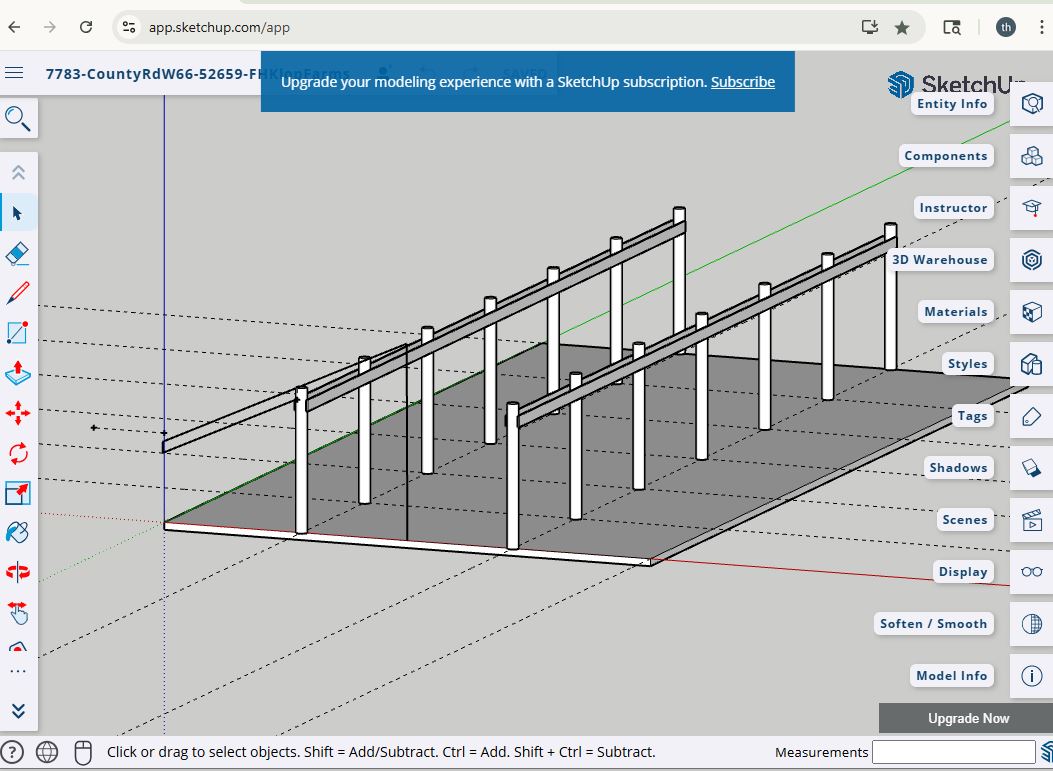 app.sketchup.com/app
th
7783-CountyRdW66-52659-FHKlopFarms
Upgrade your modeling experience with a SketchUp subscription. Subscribe
SketchUp
Entity Info
Components
Instructor
3D Warehouse
Materials
Styles
Tags
Shadows
Scenes
Display
Soften / Smooth
Model Info
Upgrade Now
Click or drag to select objects. Shift = Add/Subtract. Ctrl = Add. Shift + Ctrl = Subtract.
Measurements